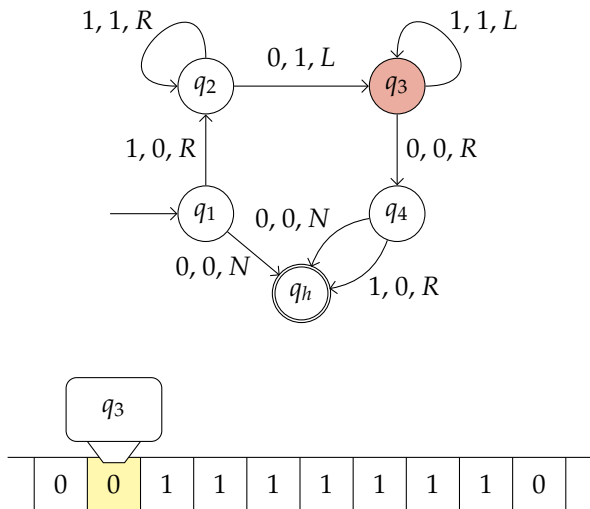 1, 1, R
0, 1, L
1, 1, L
q2
q3
1, 0, R
0, 0, R
q1
0, 0, N
q4
0, 0, N
qh
1, 0, R
q3
0 0 1 1 1 1 1 1 1 0